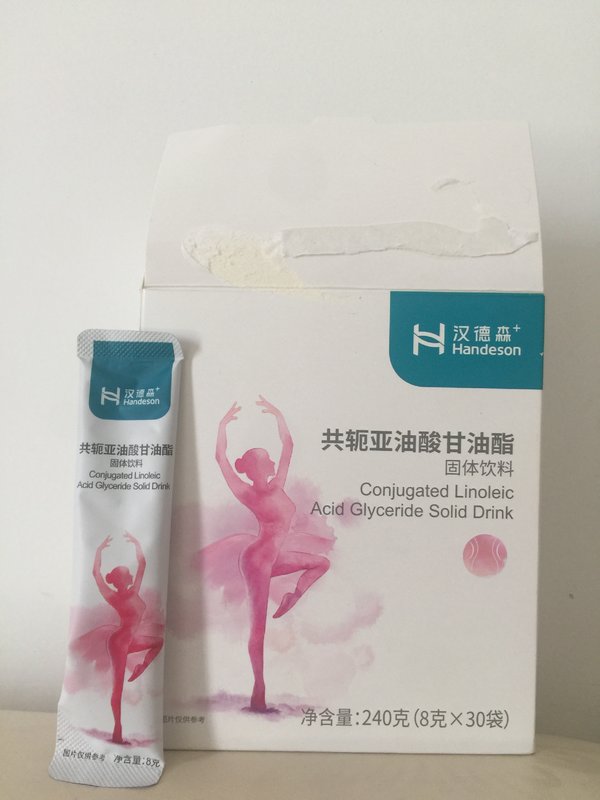 汉德森+
Handeson
共轭亚油酸甘油酯
固体饮料
Conjugated Linoleic
Acid Glyceride Solid Drink
净含量:240克(8克×30袋)
图片仅供参考
汉德森+
Handeson
共轭亚油酸甘油酯
固体饮料
Conjugated Linoleic
Acid Glyceride Solid Drink
图片仅供参考 净含量:8克